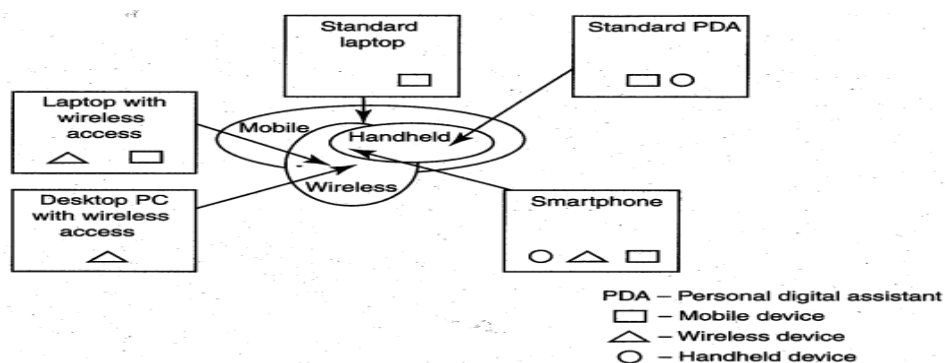 Standard
laptop
Standard PDA
Laptop with
wireless
access
Mobile
Handheld
Wireless
Desktop PC
with wireless
access
Smartphone
PDA – Personal digital assistant
– Mobile device
– Wireless device
– Handheld device